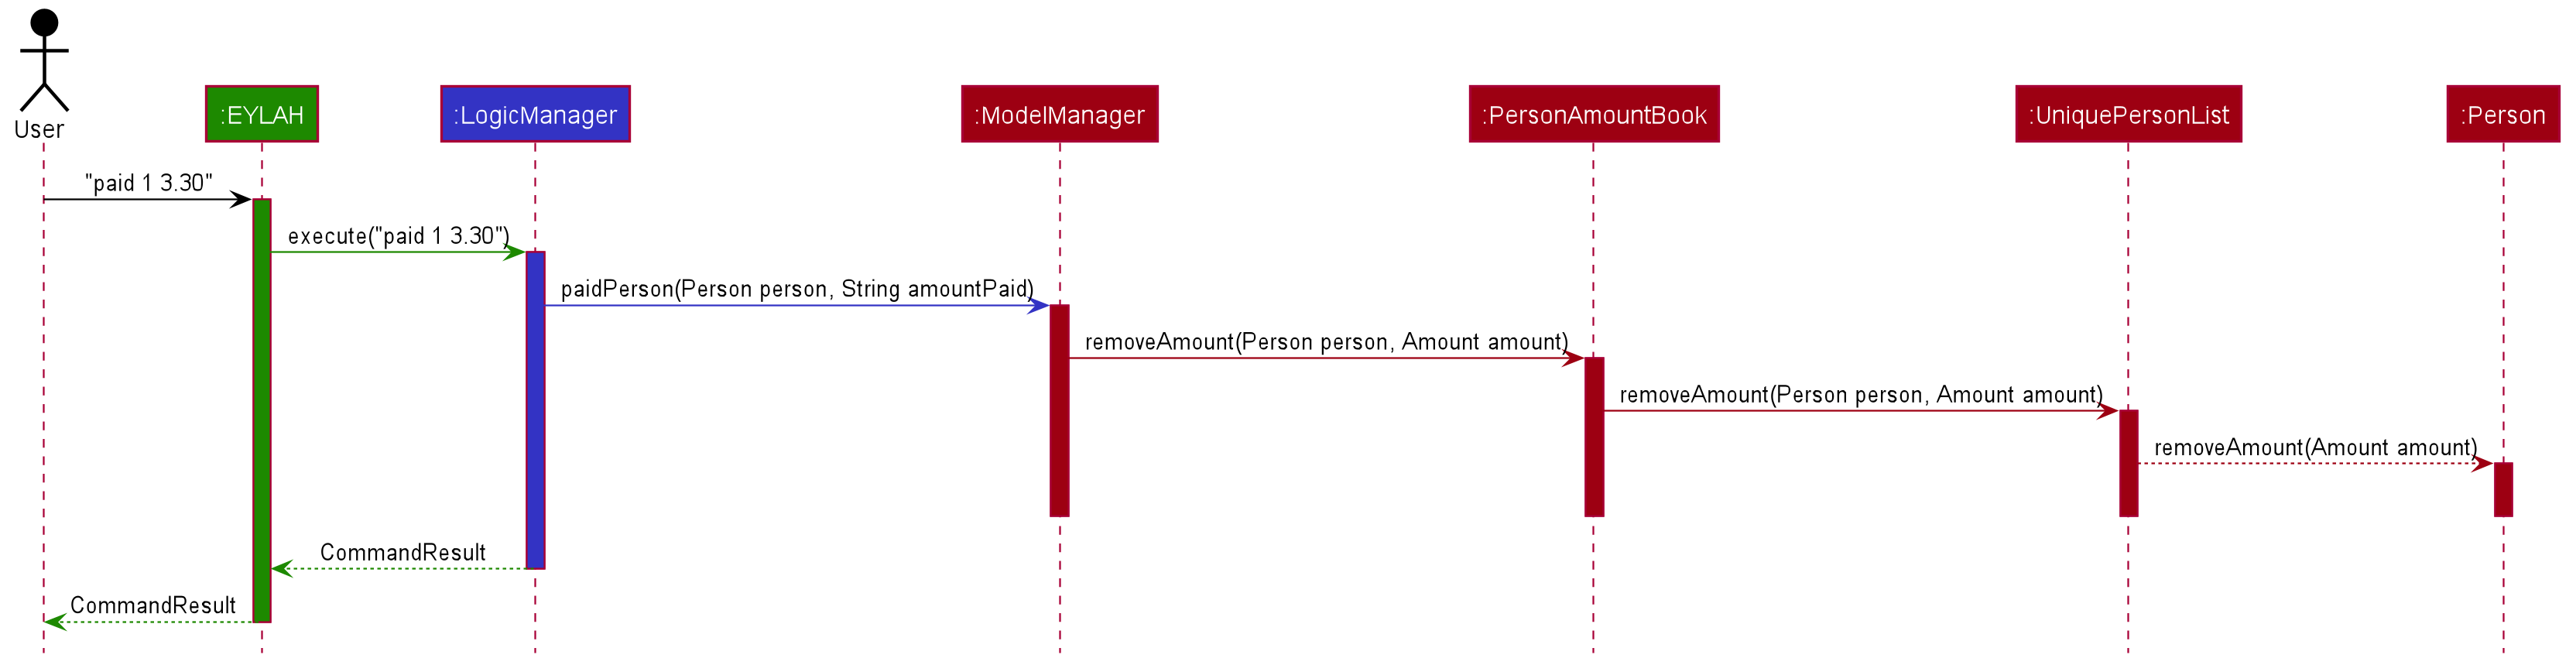 User
:EYLAH
:LogicManager
:ModelManager
:PersonAmountBook
:UniquePersonList
:Person
"paid 1 3.30"
execute("paid 1 3.30")
paidPerson(Person person, String amountPaid)
removeAmount(Person person, Amount amount)
removeAmount(Person person, Amount amount)
removeAmount(Amount amount)
CommandResult
CommandResult